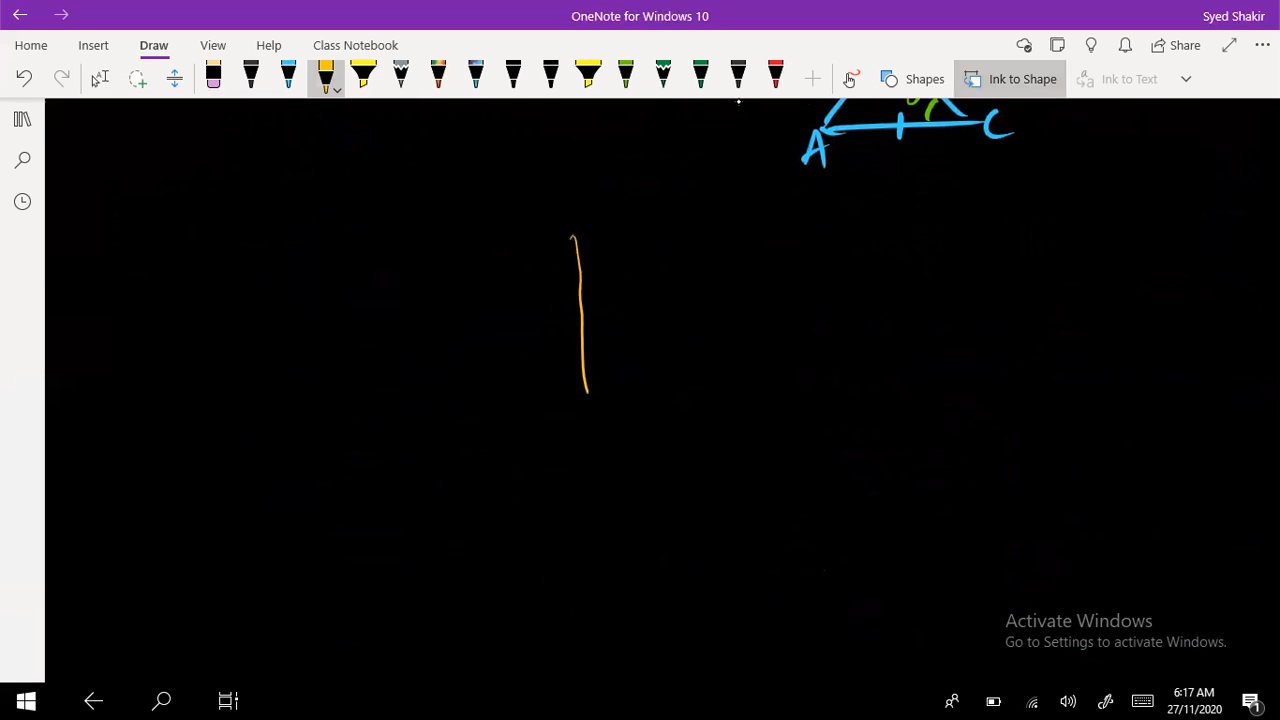 OneNote for Windows 10
Syed Shakir
Home Insert Draw View Help Class Notebook Share
Shapes Ink to Shape Ink to Text
A C
Activate Windows
Go to Settings to activate Windows.
6:17 AM
27/11/2020
1